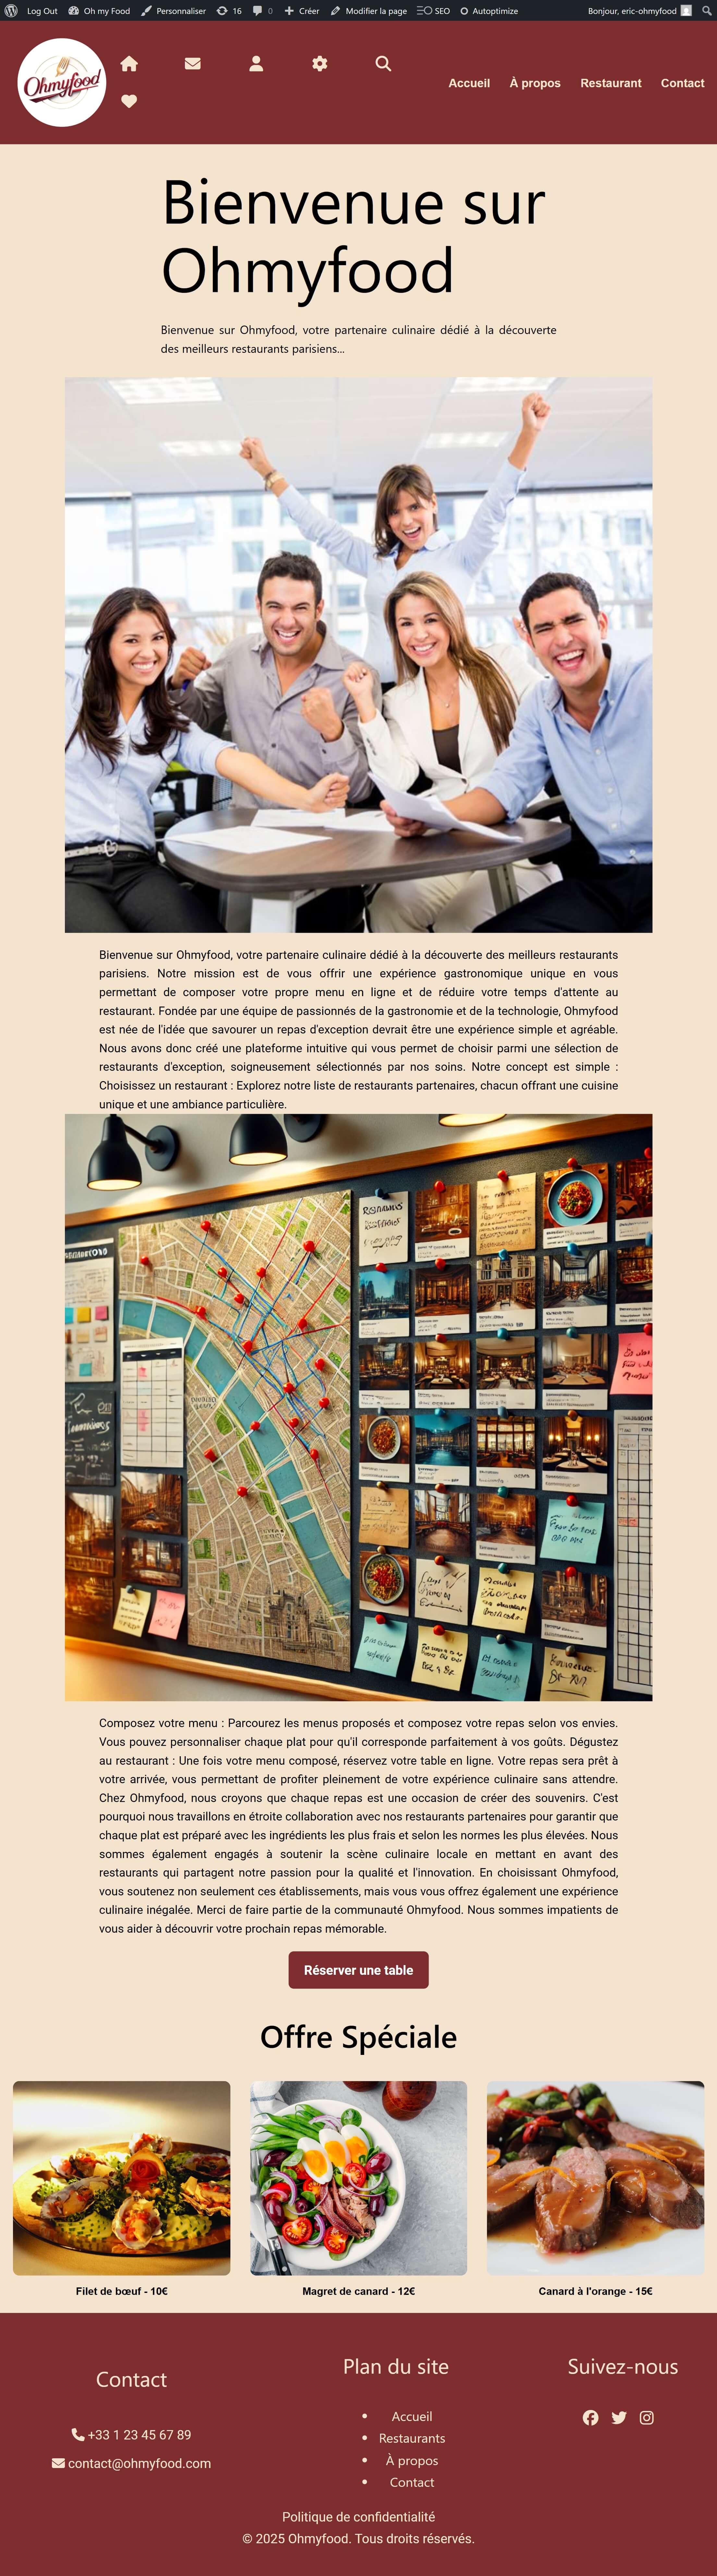 Log Out Oh my Food Personnaliser 16 0 Créer Modifier la page SEO Autoptimize Bonjour, eric-ohmyfood
Ohmyfood
Accueil À propos Restaurant Contact
Bienvenue sur
Ohmyfood
Bienvenue sur Ohmyfood, votre partenaire culinaire dédié à la découverte
des meilleurs restaurants parisiens...
Bienvenue sur Ohmyfood, votre partenaire culinaire dédié à la découverte des meilleurs restaurants
parisiens. Notre mission est de vous offrir une expérience gastronomique unique en vous
permettant de composer votre propre menu en ligne et de réduire votre temps d'attente au
restaurant. Fondée par une équipe de passionnés de la gastronomie et de la technologie, Ohmyfood
est née de l'idée que savourer un repas d'exception devrait être une expérience simple et agréable.
Nous avons donc créé une plateforme intuitive qui vous permet de choisir parmi une sélection de
restaurants d'exception, soigneusement sélectionnés par nos soins. Notre concept est simple :
Choisissez un restaurant : Explorez notre liste de restaurants partenaires, chacun offrant une cuisine
unique et une ambiance particulière.
Composez votre menu : Parcourez les menus proposés et composez votre repas selon vos envies.
Vous pouvez personnaliser chaque plat pour qu'il corresponde parfaitement à vos goûts. Dégustez
au restaurant : Une fois votre menu composé, réservez votre table en ligne. Votre repas sera prêt à
votre arrivée, vous permettant de profiter pleinement de votre expérience culinaire sans attendre.
Chez Ohmyfood, nous croyons que chaque repas est une occasion de créer des souvenirs. C'est
pourquoi nous travaillons en étroite collaboration avec nos restaurants partenaires pour garantir que
chaque plat est préparé avec les ingrédients les plus frais et selon les normes les plus élevées. Nous
sommes également engagés à soutenir la scène culinaire locale en mettant en avant des
restaurants qui partagent notre passion pour la qualité et l'innovation. En choisissant Ohmyfood,
vous soutenez non seulement ces établissements, mais vous vous offrez également une expérience
culinaire inégalée. Merci de faire partie de la communauté Ohmyfood. Nous sommes impatients de
vous aider à découvrir votre prochain repas mémorable.
Réserver une table
Offre Spéciale
Filet de bœuf - 10€
Magret de canard - 12€
Canard à l'orange - 15€
Contact
+33 1 23 45 67 89
contact@ohmyfood.com
Plan du site
Accueil
Restaurants
À propos
Contact
Suivez-nous
Politique de confidentialité
© 2025 Ohmyfood. Tous droits réservés.